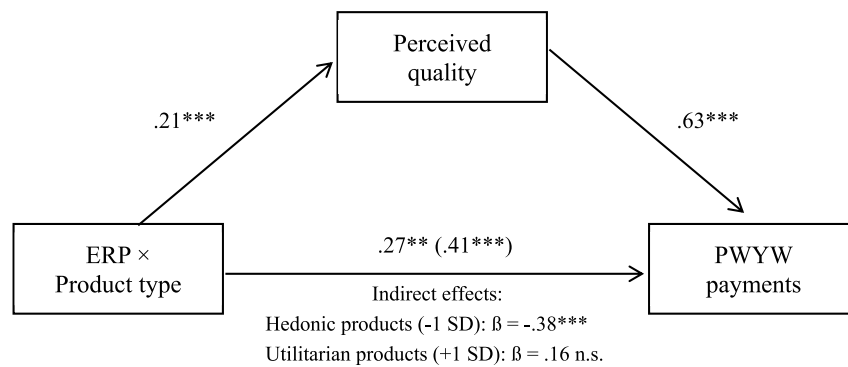 Perceived
quality
.21***
.63***
ERP ×
Product type
.27** (.41***)
PWYW
payments
Indirect effects:
Hedonic products (-1 SD): ß = -.38***
Utilitarian products (+1 SD): ß = .16 n.s.